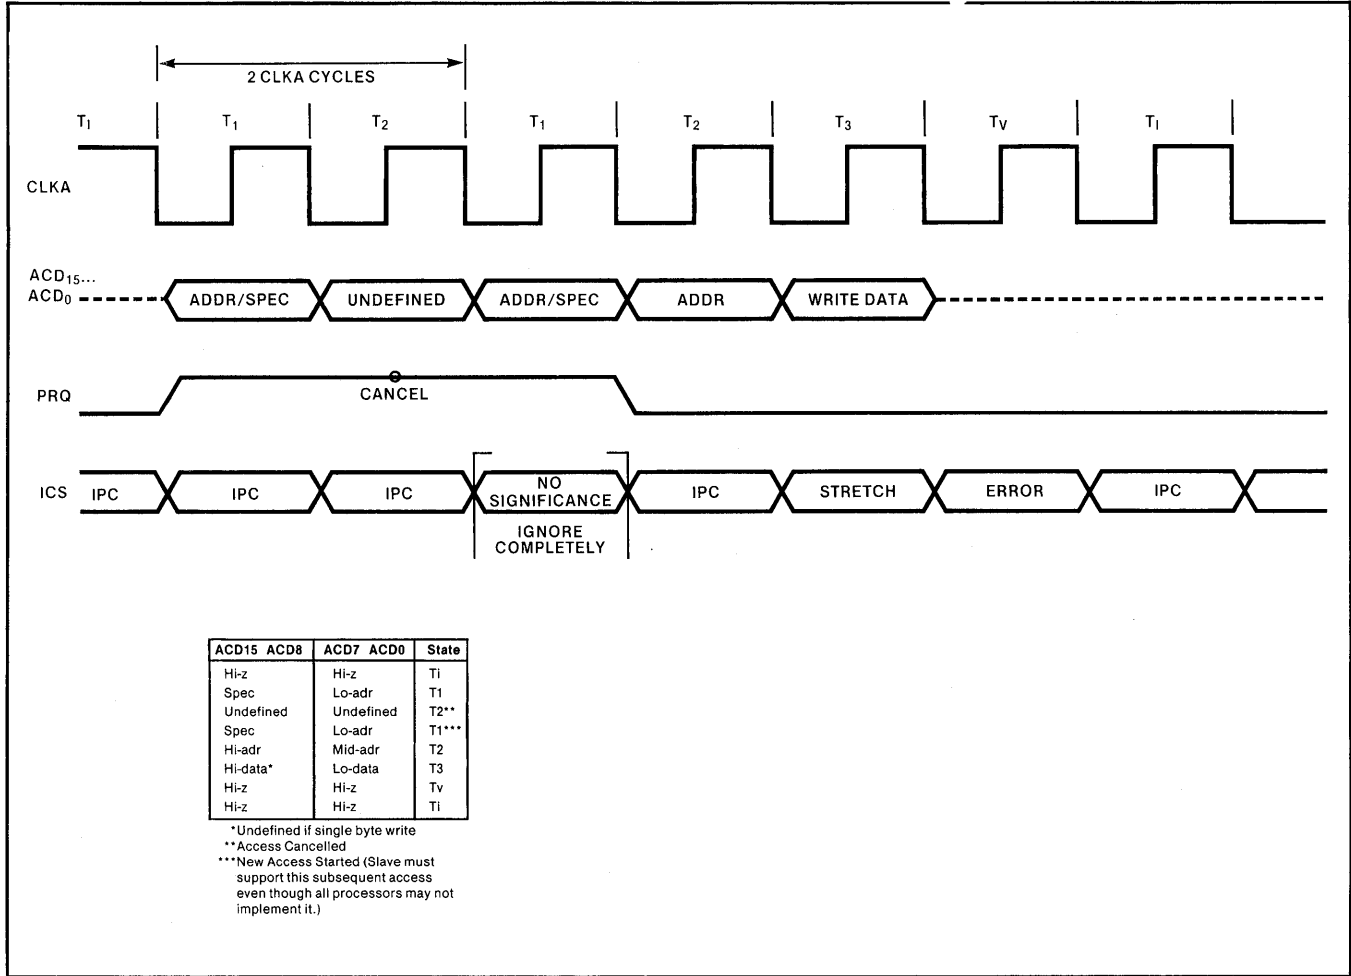 2 CLKA CYCLES
TI T1 T2 T1 T2 T3 TV TI
CLKA
ACD15...
ACD0 ADDR/SPEC UNDEFINED ADDR/SPEC ADDR WRITE DATA
PRQ CANCEL
ICS IPC IPC IPC NO SIGNIFICANCE IPC STRETCH ERROR IPC
IGNORE
COMPLETELY
ACD15 ACD8 ACD7 ACD0 State
Hi-z Hi-z Ti
Spec Lo-adr T1
Undefined Undefined T2**
Spec Lo-adr T1***
Hi-adr Mid-adr T2
Hi-data* Lo-data T3
Hi-z Hi-z Tv
Hi-z Hi-z Ti
*Undefined if single byte write
**Access Cancelled
***New Access Started (Slave must
support this subsequent access
even though all processors may not
implement it.)